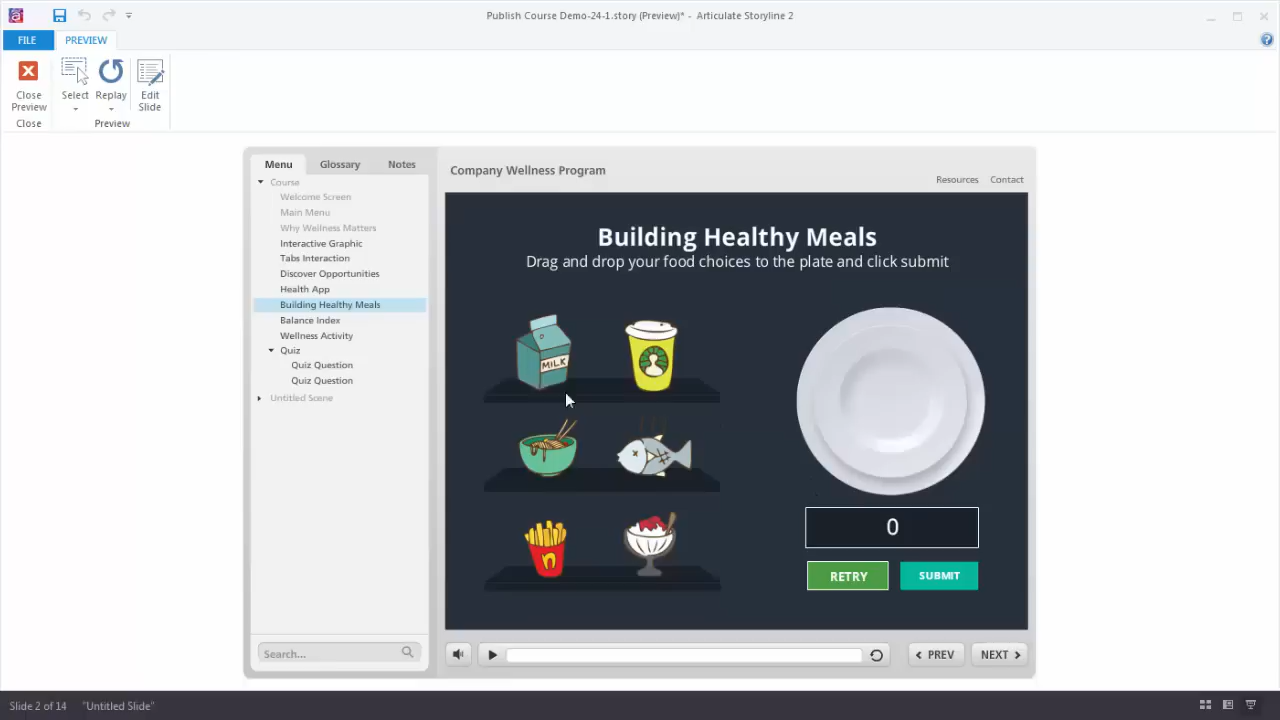 Publish Course Demo-24-1.story (Preview)* - Articulate Storyline 2
FILE
PREVIEW
Close Preview
Select
Replay
Edit Slide
Close
Preview
Menu
Glossary
Notes
Course
Welcome Screen
Main Menu
Why Wellness Matters
Interactive Graphic
Tabs Interaction
Discover Opportunities
Health App
Building Healthy Meals
Balance Index
Wellness Activity
Quiz
Quiz Question
Quiz Question
Untitled Scene
Search...
Company Wellness Program
Resources
Contact
Building Healthy Meals
Drag and drop your food choices to the plate and click submit
MILK
0
RETRY
SUBMIT
PREV
NEXT
Slide 2 of 14
"Untitled Slide"